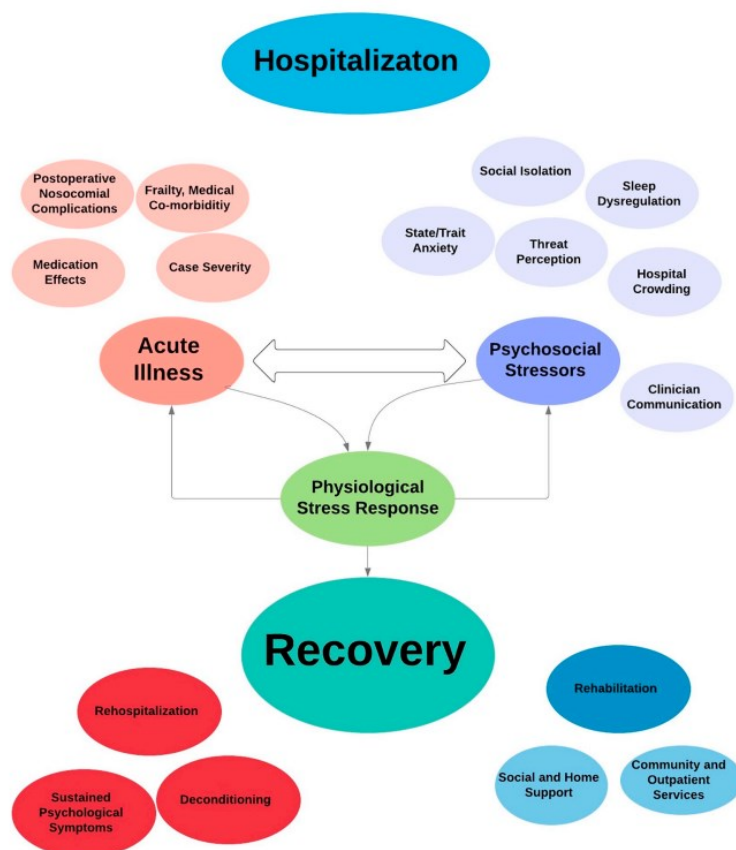 Hospitalizaton
Postoperative
Nosocomial
Complications
Frailty, Medical
Co-morbiditiy
Medication
Effects
Case Severity
Social Isolation
Sleep
Dysregulation
State/Trait
Anxiety
Threat
Perception
Hospital
Crowding
Acute
Illness
Psychosocial
Stressors
Clinician
Communication
Physiological
Stress Response
Recovery
Rehospitalization
Sustained
Psychological
Symptoms
Deconditioning
Rehabilitation
Social and Home
Support
Community and
Outpatient
Services